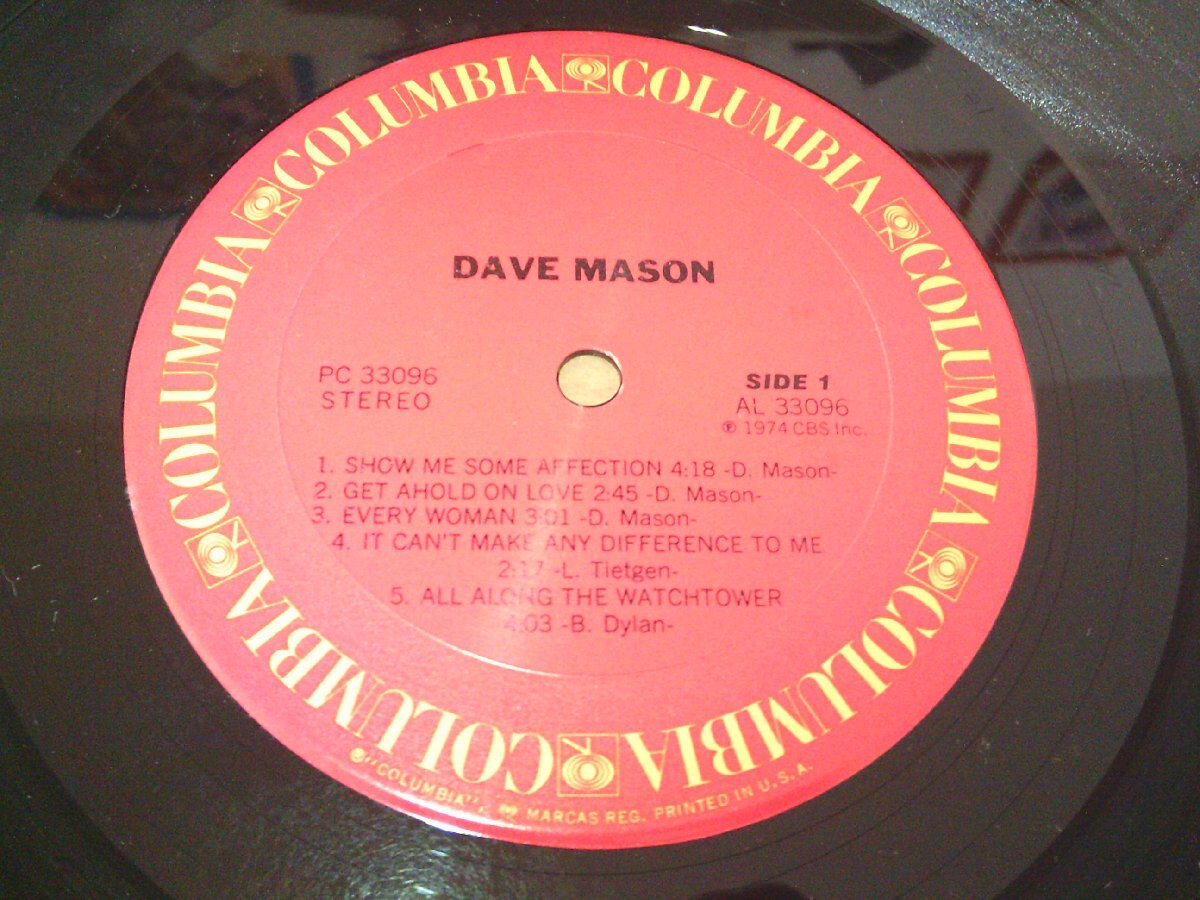 COLUMBIA COLUMBIA COLUMBIA COLUMBIA COLUMBIA COLUMBIA
DAVE MASON
PC 33096
STEREO
SIDE 1
AL 33096
℗ 1974 CBS Inc.
1. SHOW ME SOME AFFECTION 4:18 -D. Mason-
2. GET AHOLD ON LOVE 2:45 -D. Mason-
3. EVERY WOMAN 3:01 -D. Mason-
4. IT CAN'T MAKE ANY DIFFERENCE TO ME
2:17 -L. Tietgen-
5. ALL ALONG THE WATCHTOWER
4:03 -B. Dylan-
® "COLUMBIA", MARCAS REG. PRINTED IN U.S.A.